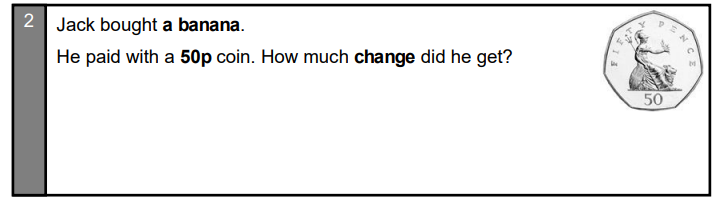 2
Jack bought a banana.
He paid with a 50p coin. How much change did he get?
FIFTY PENCE
50